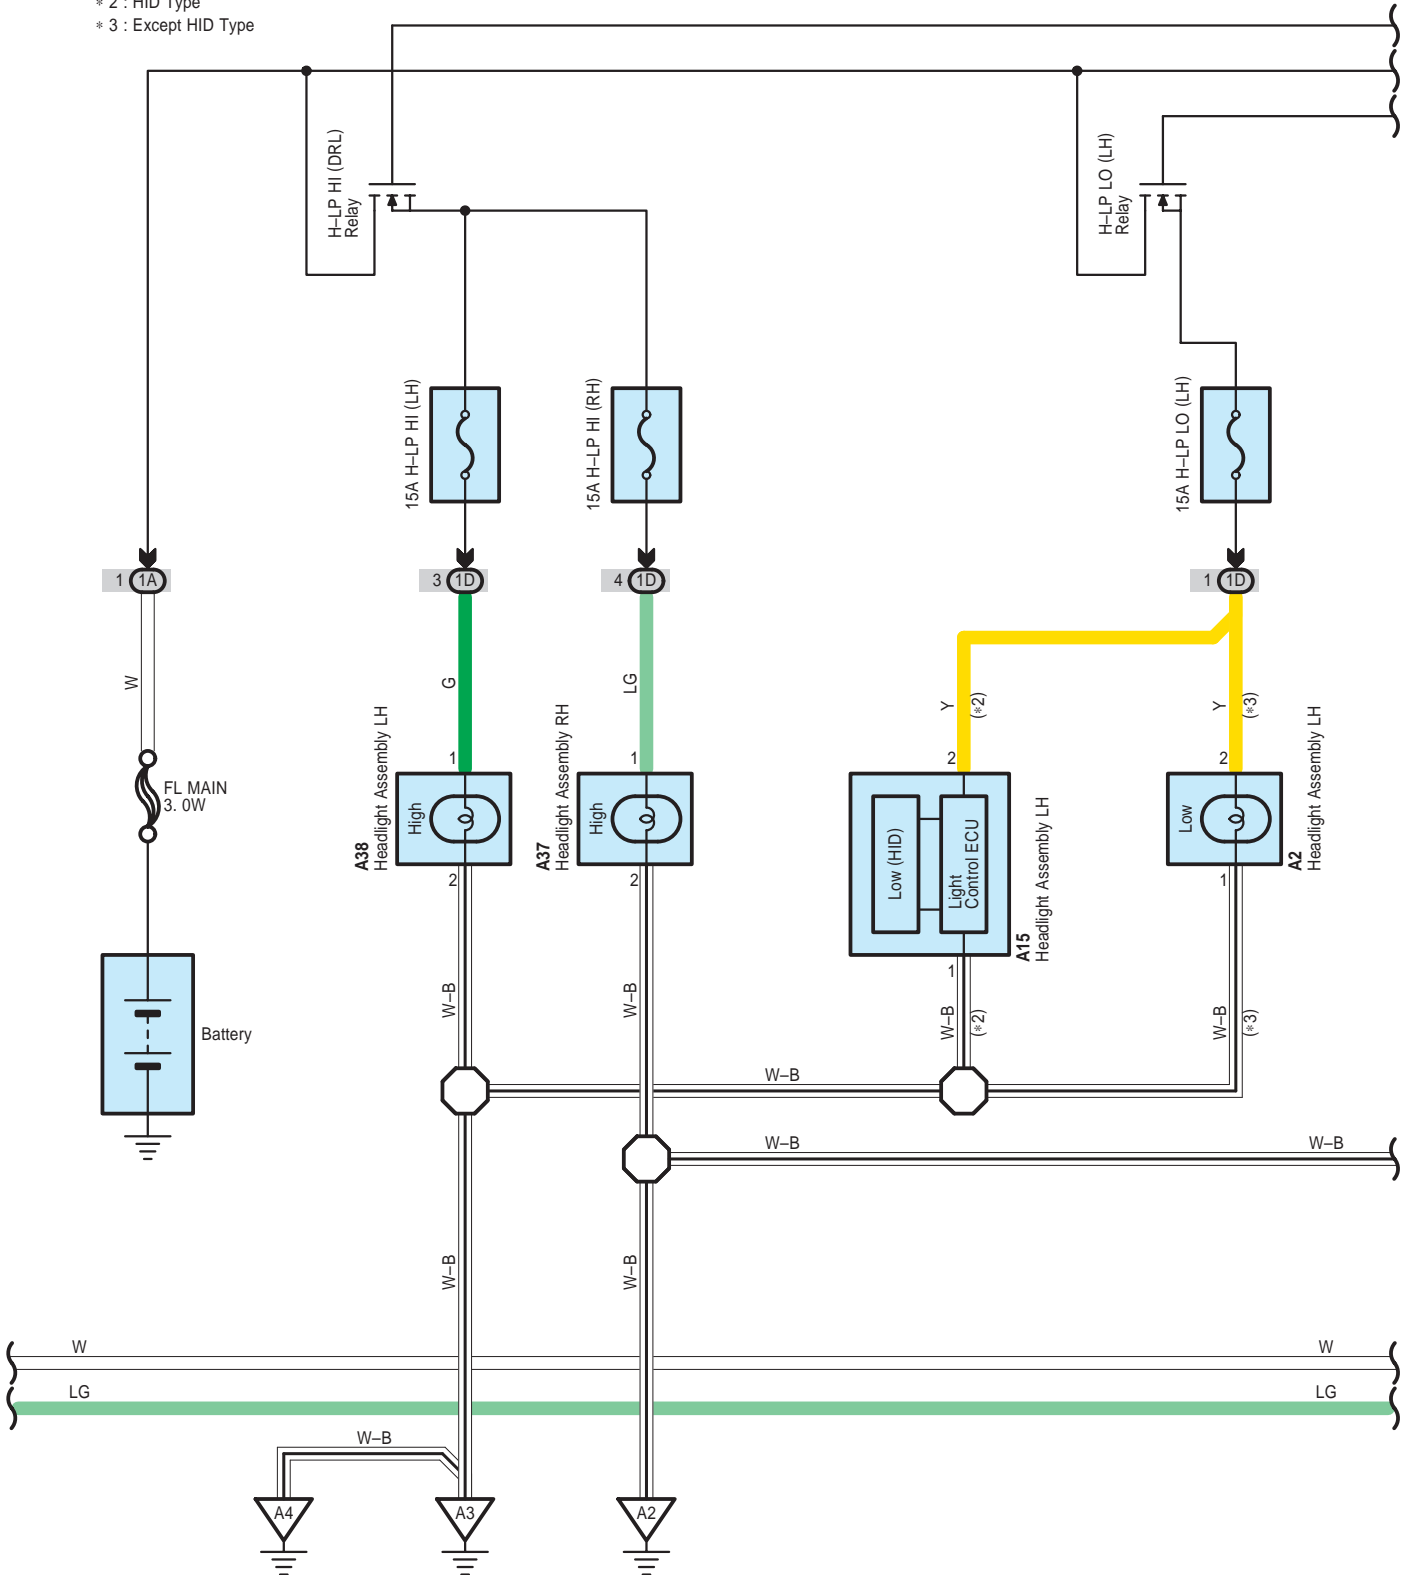 * 2 : HID Type
* 3 : Except HID Type
H–LP HI (DRL)
Relay
H–LP LO (LH)
Relay
15A H–LP HI (LH)
15A H–LP HI (RH)
15A H–LP LO (LH)
1 1A
3 1D
4 1D
1 1D
W
G
LG
Y
(*2)
Y
(*3)
FL MAIN
3. 0W
1
1
2
2
A38
Headlight Assembly LH
High
A37
Headlight Assembly RH
High
Low (HID)
Light
Control ECU
A15
Headlight Assembly LH
Low
A2
Headlight Assembly LH
2
2
1
1
Battery
W–B
W–B
W–B
(*2)
W–B
(*3)
W–B
W–B
W–B
W–B
W–B
W
W
LG
LG
W–B
A4
A3
A2